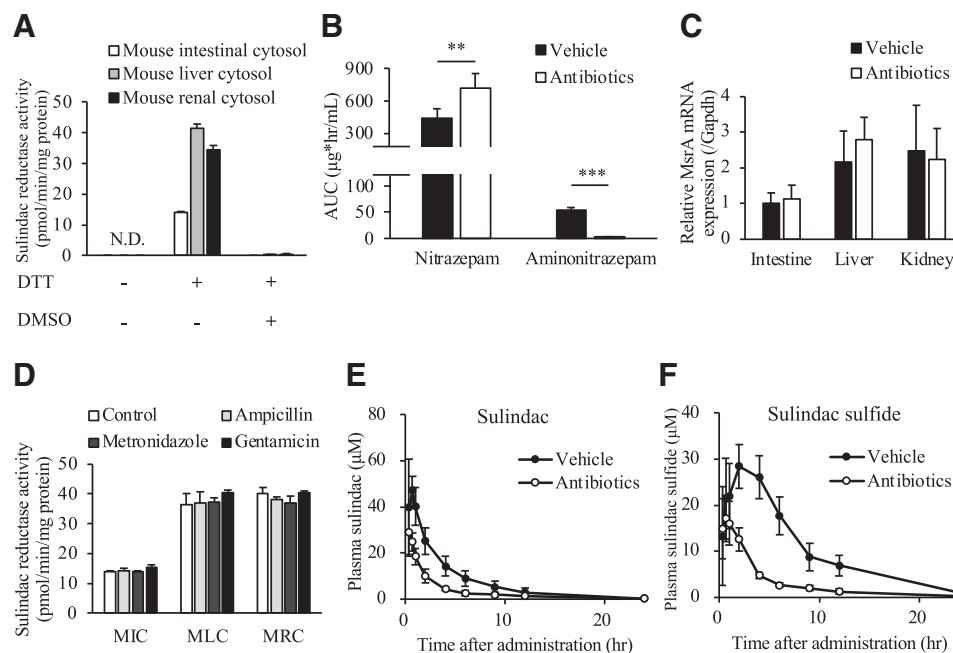 A
Mouse intestinal cytosol
Mouse liver cytosol
Mouse renal cytosol
Sulindac reductase activity
(pmol/min/mg protein)
50
40
30
20
10
0
N.D.
DTT - + +
DMSO - - +
B
**
Vehicle
Antibiotics
AUC (µg*hr/mL)
900
600
300
100
50
0
***
Nitrazepam Aminonitrazepam
C
Vehicle
Antibiotics
Relative MsrA mRNA
expression (/Gapdh)
4
3
2
1
0
Intestine Liver Kidney
D
Control Ampicillin
Metronidazole Gentamicin
Sulindac reductase activity
(pmol/min/mg protein)
50
40
30
20
10
0
MIC MLC MRC
E
Sulindac
Vehicle
Antibiotics
Plasma sulindac (µM)
80
60
40
20
0
0 10 20
Time after administration (hr)
F
Sulindac sulfide
Vehicle
Antibiotics
Plasma sulindac sulfide (µM)
40
30
20
10
0
0 10 20
Time after administration (hr)